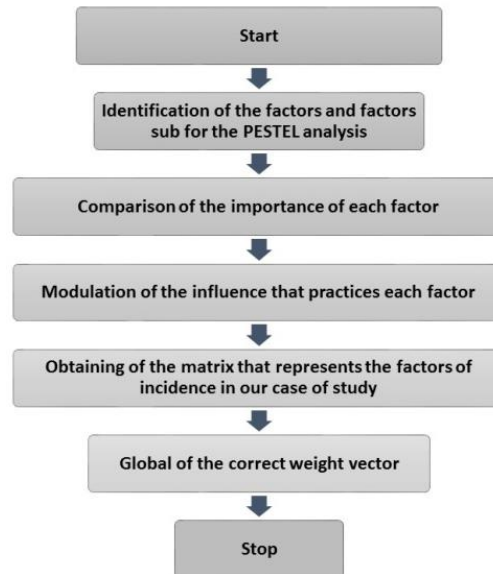 Start
Identification of the factors and factors
sub for the PESTEL analysis
Comparison of the importance of each factor
Modulation of the influence that practices each factor
Obtaining of the matrix that represents the factors of
incidence in our case of study
Global of the correct weight vector
Stop